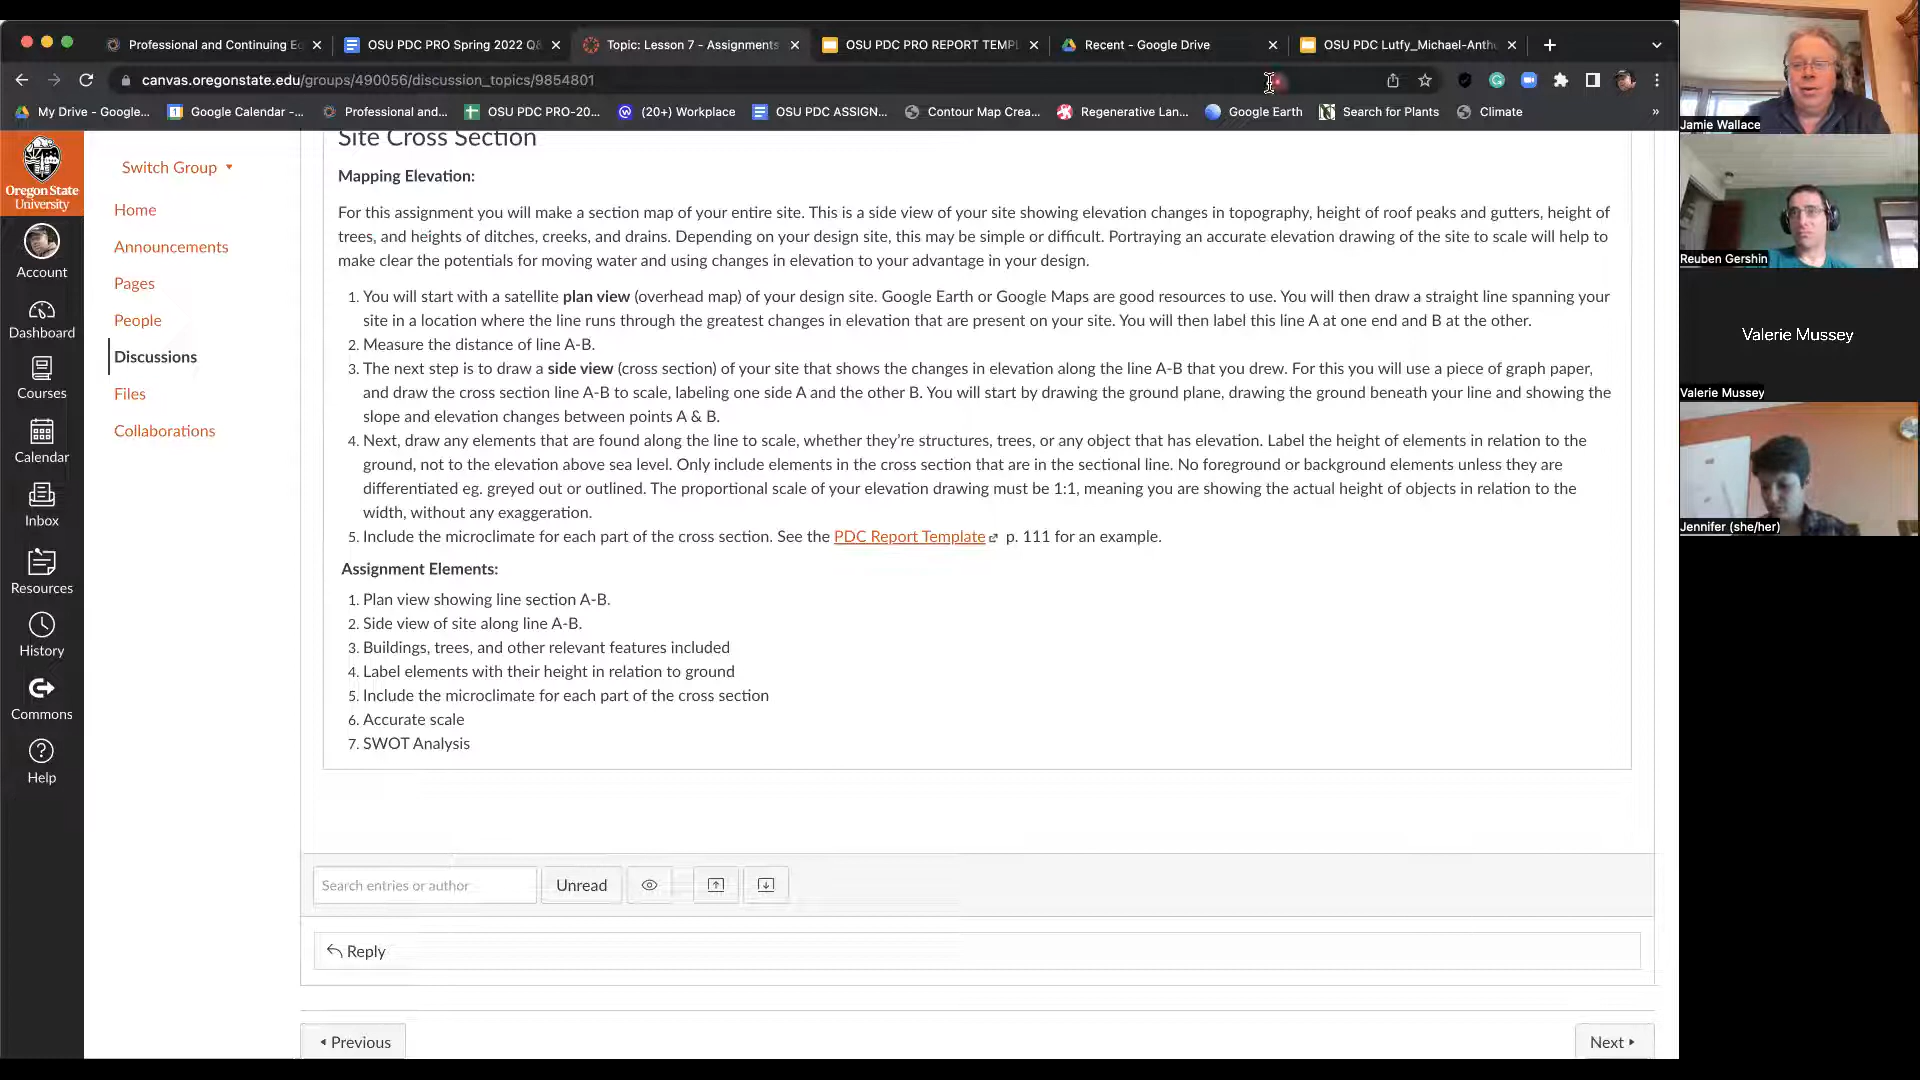 Professional and Continuing E
OSU PDC PRO Spring 2022 Q&
Topic: Lesson 7 - Assignments
OSU PDC PRO REPORT TEMPL
Recent - Google Drive
OSU PDC Lutfy_Michael-Anth
canvas.oregonstate.edu/groups/490056/discussion_topics/9854801
My Drive - Google...
Google Calendar -...
Professional and...
OSU PDC PRO-20...
(20+) Workplace
OSU PDC ASSIGN...
Contour Map Crea...
Regenerative Lan...
Google Earth
Search for Plants
Climate
Oregon State
University
Account
Dashboard
Courses
Calendar
Inbox
Resources
History
Commons
Help
Switch Group
Home
Announcements
Pages
People
Discussions
Files
Collaborations
Site Cross Section
Mapping Elevation:
For this assignment you will make a section map of your entire site. This is a side view of your site showing elevation changes in topography, height of roof peaks and gutters, height of
trees, and heights of ditches, creeks, and drains. Depending on your design site, this may be simple or difficult. Portraying an accurate elevation drawing of the site to scale will help to
make clear the potentials for moving water and using changes in elevation to your advantage in your design.
1. You will start with a satellite plan view (overhead map) of your design site. Google Earth or Google Maps are good resources to use. You will then draw a straight line spanning your
site in a location where the line runs through the greatest changes in elevation that are present on your site. You will then label this line A at one end and B at the other.
2. Measure the distance of line A-B.
3. The next step is to draw a side view (cross section) of your site that shows the changes in elevation along the line A-B that you drew. For this you will use a piece of graph paper,
and draw the cross section line A-B to scale, labeling one side A and the other B. You will start by drawing the ground plane, drawing the ground beneath your line and showing the
slope and elevation changes between points A & B.
4. Next, draw any elements that are found along the line to scale, whether they're structures, trees, or any object that has elevation. Label the height of elements in relation to the
ground, not to the elevation above sea level. Only include elements in the cross section that are in the sectional line. No foreground or background elements unless they are
differentiated eg. greyed out or outlined. The proportional scale of your elevation drawing must be 1:1, meaning you are showing the actual height of objects in relation to the
width, without any exaggeration.
5. Include the microclimate for each part of the cross section. See the PDC Report Template p. 111 for an example.
Assignment Elements:
1. Plan view showing line section A-B.
2. Side view of site along line A-B.
3. Buildings, trees, and other relevant features included
4. Label elements with their height in relation to ground
5. Include the microclimate for each part of the cross section
6. Accurate scale
7. SWOT Analysis
Search entries or author
Unread
Reply
Previous
Next
Jamie Wallace
Reuben Gershin
Valerie Mussey
Valerie Mussey
Jennifer (she/her)